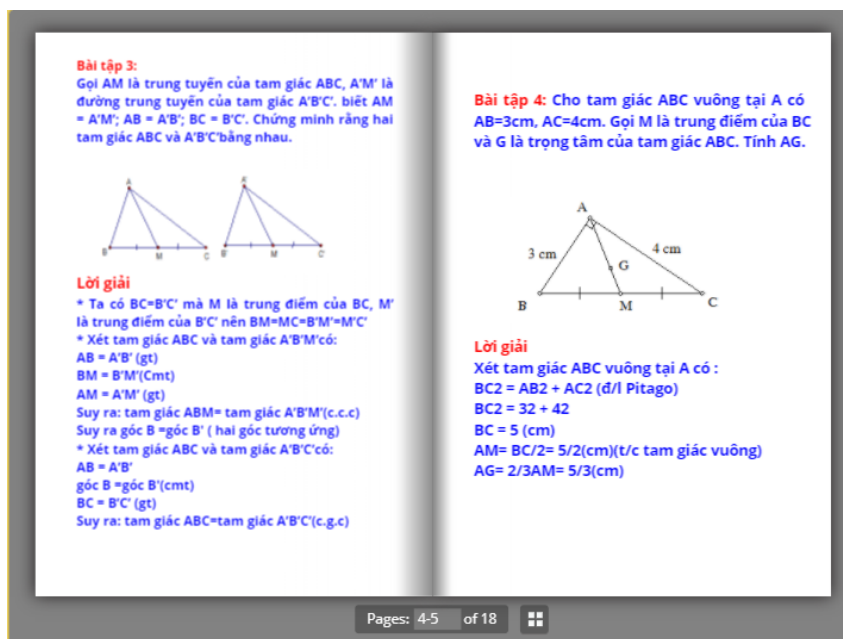 Bài tập 3:
Gọi AM là trung tuyến của tam giác ABC, A'M' là
đường trung tuyến của tam giác A'B'C'. biết AM
= A'M'; AB = A'B'; BC = B'C'. Chứng minh rằng hai
tam giác ABC và A'B'C'bằng nhau.
A
B
M
C
A'
B'
M'
C'
Lời giải
* Ta có BC=B'C' mà M là trung điểm của BC, M'
là trung điểm của B'C' nên BM=MC=B'M'=M'C'
* Xét tam giác ABC và tam giác A'B'M'có:
AB = A'B' (gt)
BM = B'M'(Cmt)
AM = A'M' (gt)
Suy ra: tam giác ABM= tam giác A'B'M'(c.c.c)
Suy ra góc B =góc B' ( hai góc tương ứng)
* Xét tam giác ABC và tam giác A'B'C'có:
AB = A'B'
góc B =góc B'(cmt)
BC = B'C' (gt)
Suy ra: tam giác ABC=tam giác A'B'C'(c.g.c)
Bài tập 4: Cho tam giác ABC vuông tại A có
AB=3cm, AC=4cm. Gọi M là trung điểm của BC
và G là trọng tâm của tam giác ABC. Tính AG.
A
3 cm
4 cm
G
B
M
C
Lời giải
Xét tam giác ABC vuông tại A có :
BC2 = AB2 + AC2 (đ/l Pitago)
BC2 = 32 + 42
BC = 5 (cm)
AM= BC/2= 5/2(cm)(t/c tam giác vuông)
AG= 2/3AM= 5/3(cm)
Pages: 4-5 of 18